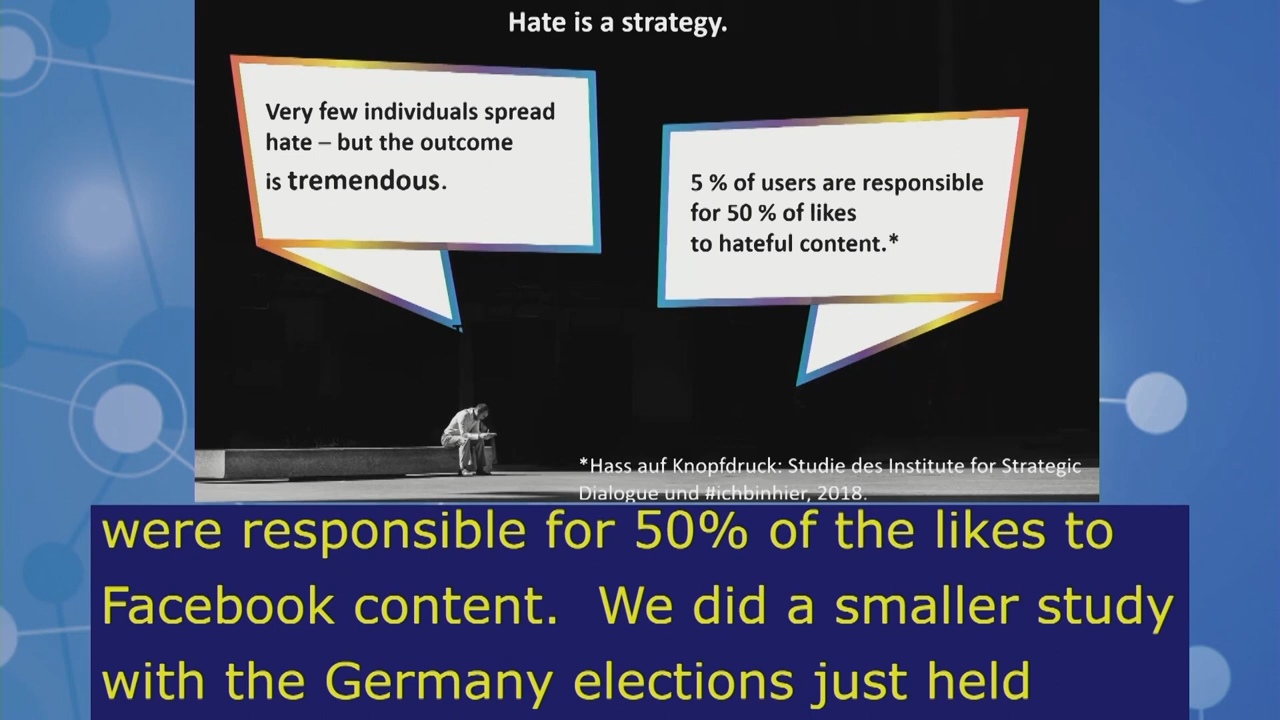 Hate is a strategy.
Very few individuals spread
hate – but the outcome
is tremendous.
5 % of users are responsible
for 50 % of likes
to hateful content.*
*Hass auf Knopfdruck: Studie des Institute for Strategic
Dialogue und #ichbinhier, 2018.
were responsible for 50% of the likes to
Facebook content.  We did a smaller study
with the Germany elections just held